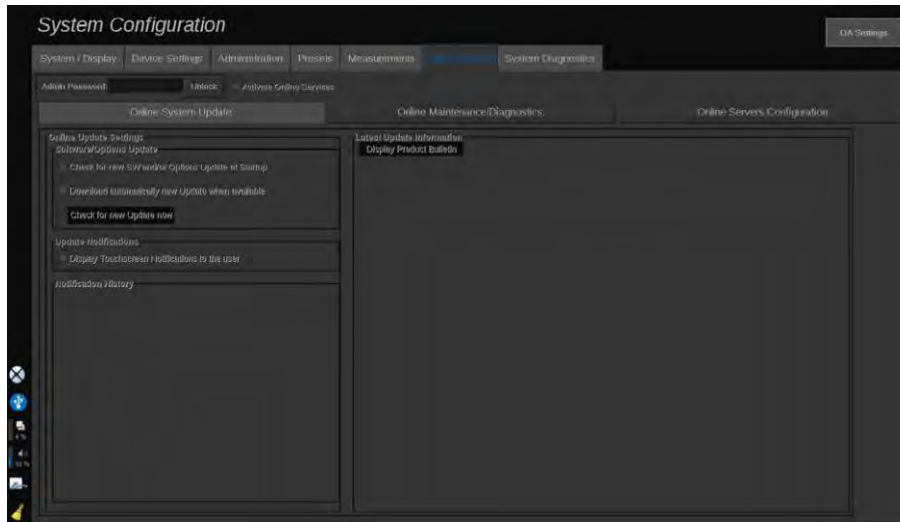 System Configuration
QA Settings
System / Display Device Settings Administration Presets Measurements System Diagnostics
Admin Password Unlock Activate Online Services
Online System Update Online Maintenance/Diagnostics Online Servers Configuration
Online Update Settings
Software/Options Update
Check for new SW and/or Options Update at Startup
Download automatically new Update when available
Check for new Update now
Update Notifications
Display Touchscreen Notifications to the user
Notification History
Latest Update Information
Display Product Bulletin